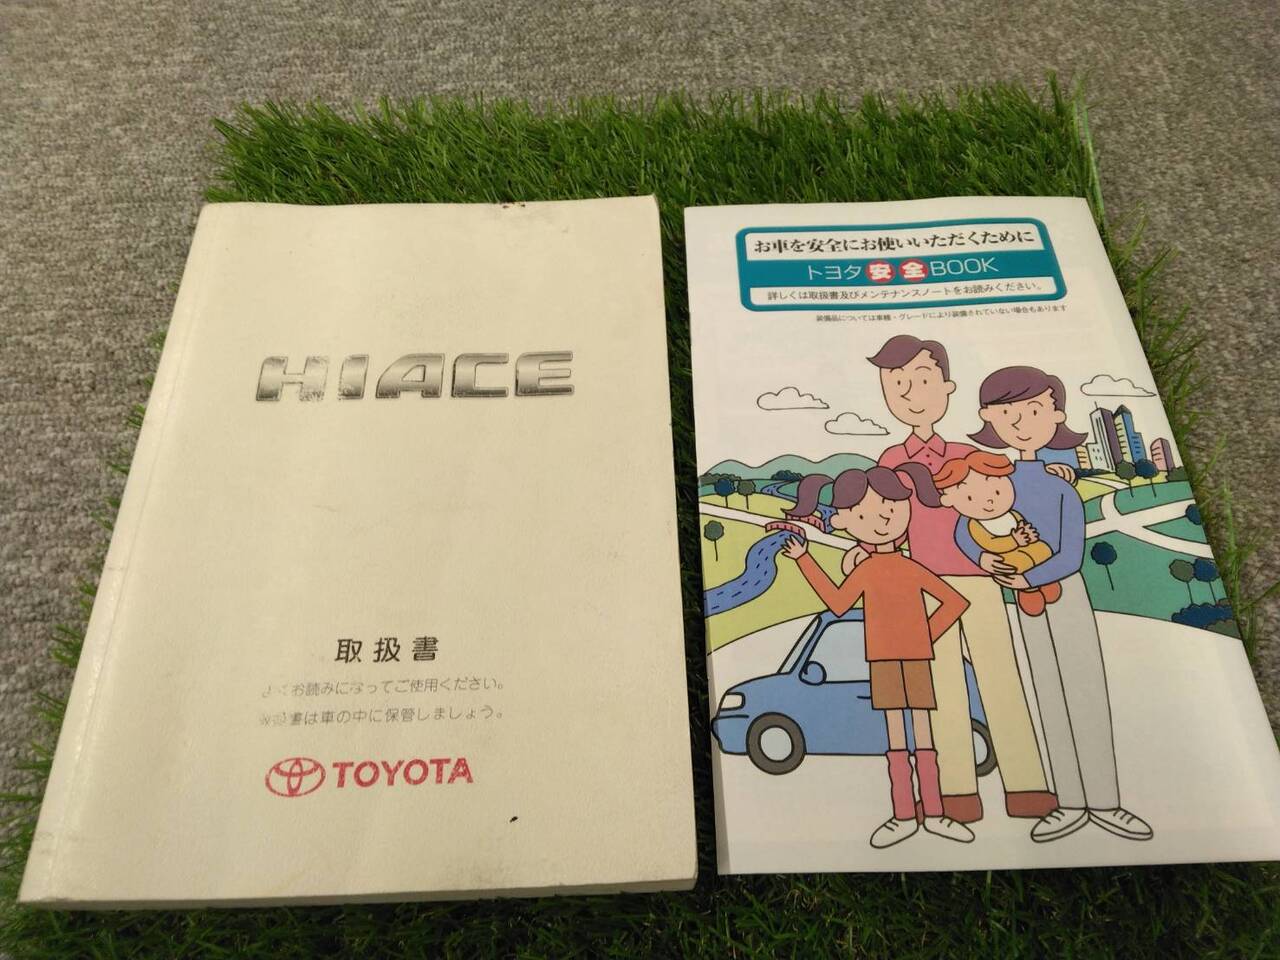 HIACE
取扱書
よくお読みになってご使用ください。
取扱書は車の中に保管しましょう。
TOYOTA
お車を安全にお使いいただくために
トヨタ安全BOOK
詳しくは取扱書及びメンテナンスノートをお読みください。
装備品については車種・グレードにより装備されていない場合もあります